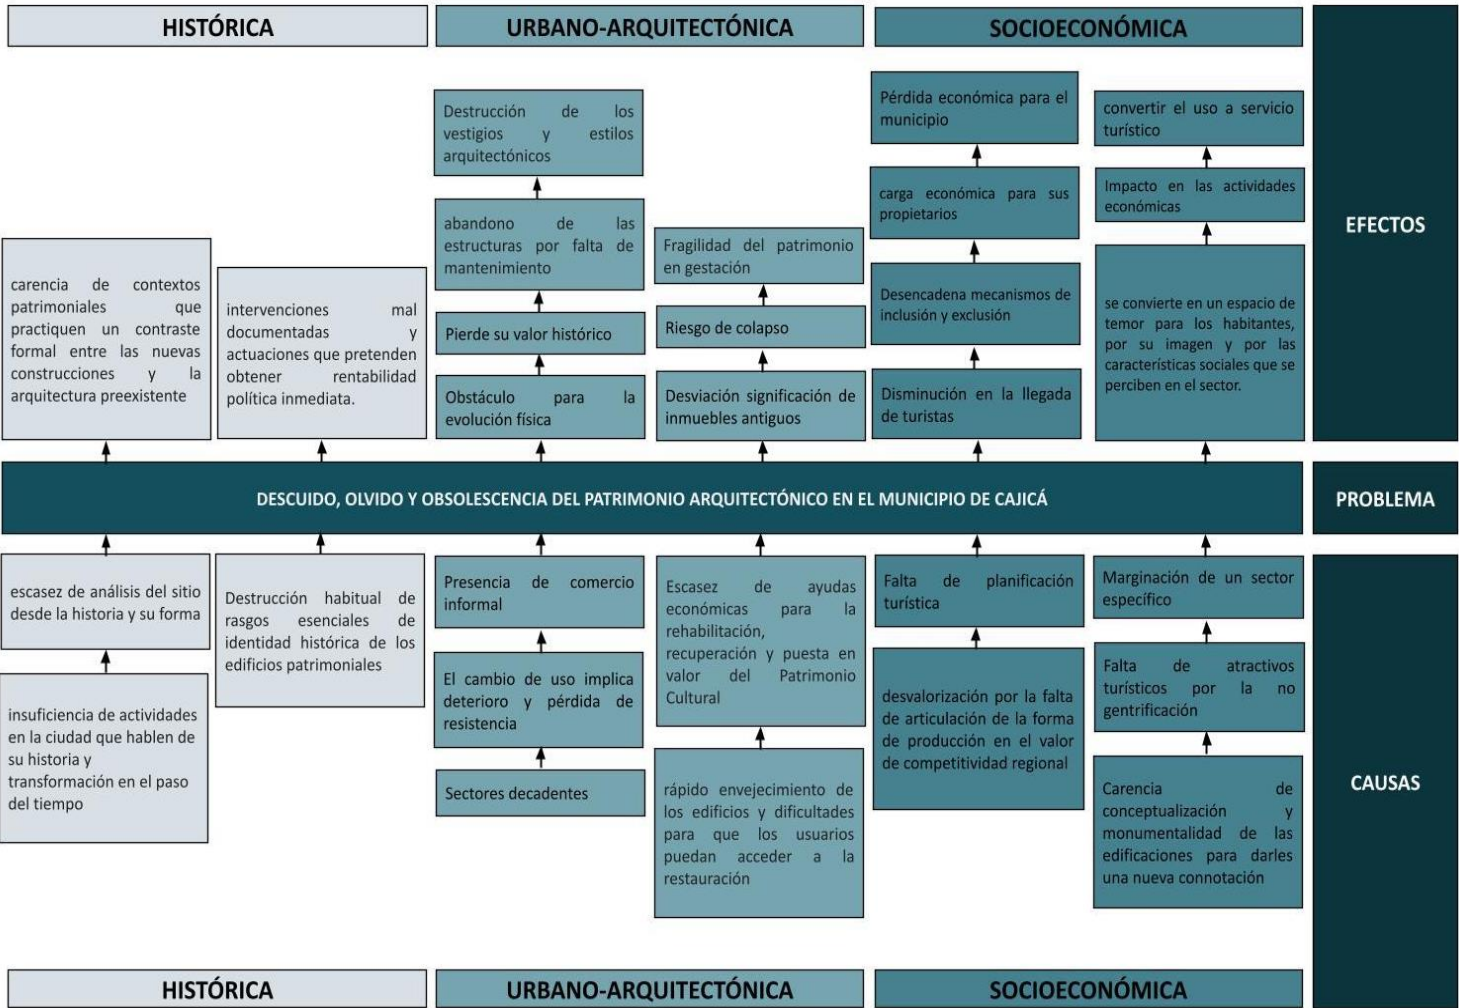 HISTÓRICA
URBANO-ARQUITECTÓNICA
SOCIOECONÓMICA
carencia de contextos
patrimoniales que
practiquen un contraste
formal entre las nuevas
construcciones y la
arquitectura preexistente
intervenciones mal
documentadas y
actuaciones que pretenden
obtener rentabilidad
política inmediata.
Destrucción de los
vestigios y estilos
arquitectónicos
abandono de las
estructuras por falta de
mantenimiento
Pierde su valor histórico
Obstáculo para la
evolución física
Fragilidad del patrimonio
en gestación
Riesgo de colapso
Desviación significación de
inmuebles antiguos
Pérdida económica para el
municipio
carga económica para sus
propietarios
Desencadena mecanismos de
inclusión y exclusión
Disminución en la llegada
de turistas
convertir el uso a servicio
turístico
Impacto en las actividades
económicas
se convierte en un espacio de
temor para los habitantes,
por su imagen y por las
características sociales que se
perciben en el sector.
EFECTOS
DESCUIDO, OLVIDO Y OBSOLESCENCIA DEL PATRIMONIO ARQUITECTÓNICO EN EL MUNICIPIO DE CAJICÁ
PROBLEMA
escasez de análisis del sitio
desde la historia y su forma
insuficiencia de actividades
en la ciudad que hablen de
su historia y
transformación en el paso
del tiempo
Destrucción habitual de
rasgos esenciales de
identidad histórica de los
edificios patrimoniales
Presencia de comercio
informal
El cambio de uso implica
deterioro y pérdida de
resistencia
Sectores decadentes
Escasez de ayudas
económicas para la
rehabilitación,
recuperación y puesta en
valor del Patrimonio
Cultural
rápido envejecimiento de
los edificios y dificultades
para que los usuarios
puedan acceder a la
restauración
Falta de planificación
turística
desvalorización por la falta
de articulación de la forma
de producción en el valor
de competitividad regional
Marginación de un sector
específico
Falta de atractivos
turísticos por la no
gentrificación
Carencia de
conceptualización y
monumentalidad de las
edificaciones para darles
una nueva connotación
CAUSAS
HISTÓRICA
URBANO-ARQUITECTÓNICA
SOCIOECONÓMICA